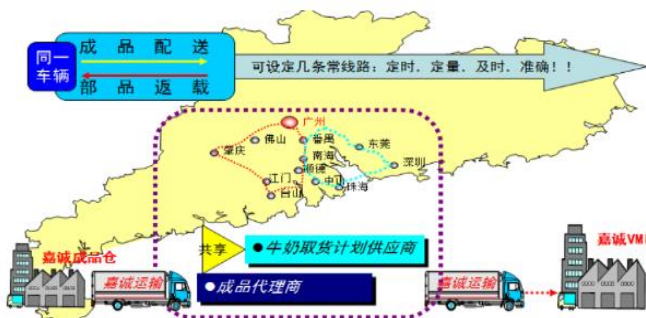 同一
车辆
成品配送
部品返载
可设定几条常线路：定时．定量．及时．准确！！
广州
佛山
番禺
东莞
肇庆
南海
深圳
顺德
江门
中山
珠海
台山
共享
●牛奶取货计划供应商
●成品代理商
嘉诚成品仓
嘉诚运输
嘉诚运输
嘉诚VMI